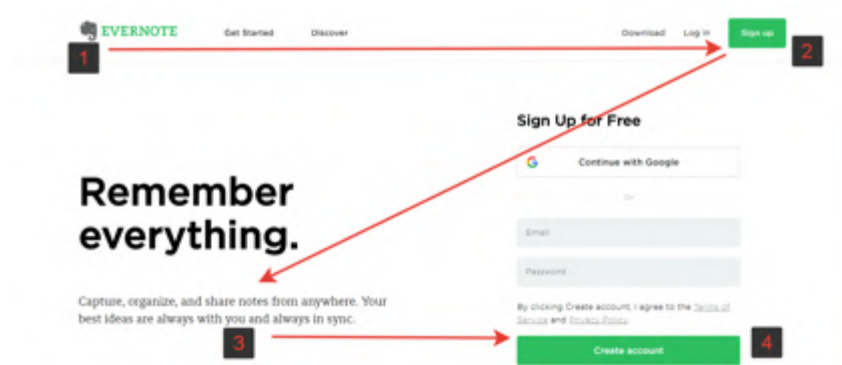 EVERNOTE Get Started Discover Download Log In Sign up
1
2
Sign Up for Free
Continue with Google
Or
Remember
everything.
Email
Password
Capture, organize, and share notes from anywhere. Your
best ideas are always with you and always in sync.
By clicking Create account, I agree to the Terms of
Service and Privacy Policy.
3
Create account
4